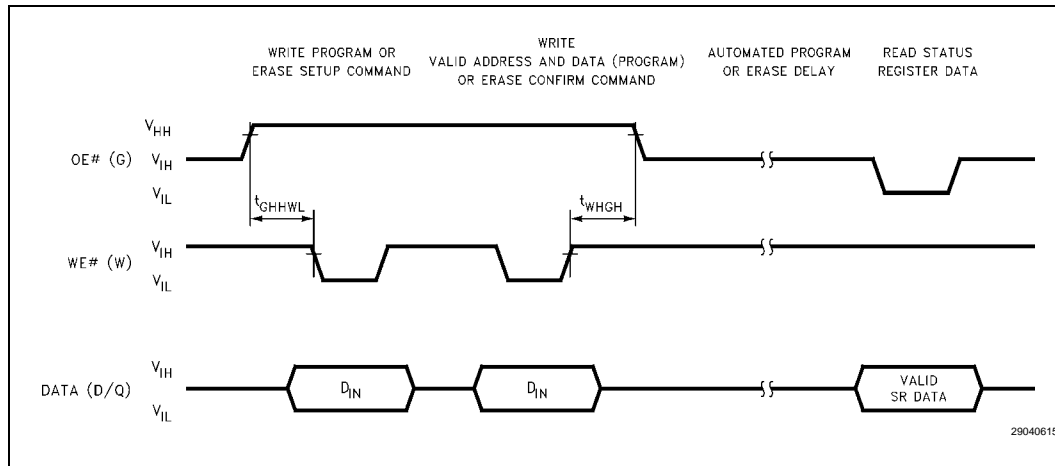 WRITE PROGRAM OR
ERASE SETUP COMMAND
WRITE
VALID ADDRESS AND DATA (PROGRAM)
OR ERASE CONFIRM COMMAND
AUTOMATED PROGRAM
OR ERASE DELAY
READ STATUS
REGISTER DATA
OE# (G)
VHH
VIH
VIL
tGHHWL
tWHGH
WE# (W)
VIH
VIL
DATA (D/Q)
VIH
VIL
DIN
DIN
VALID
SR DATA
29040615